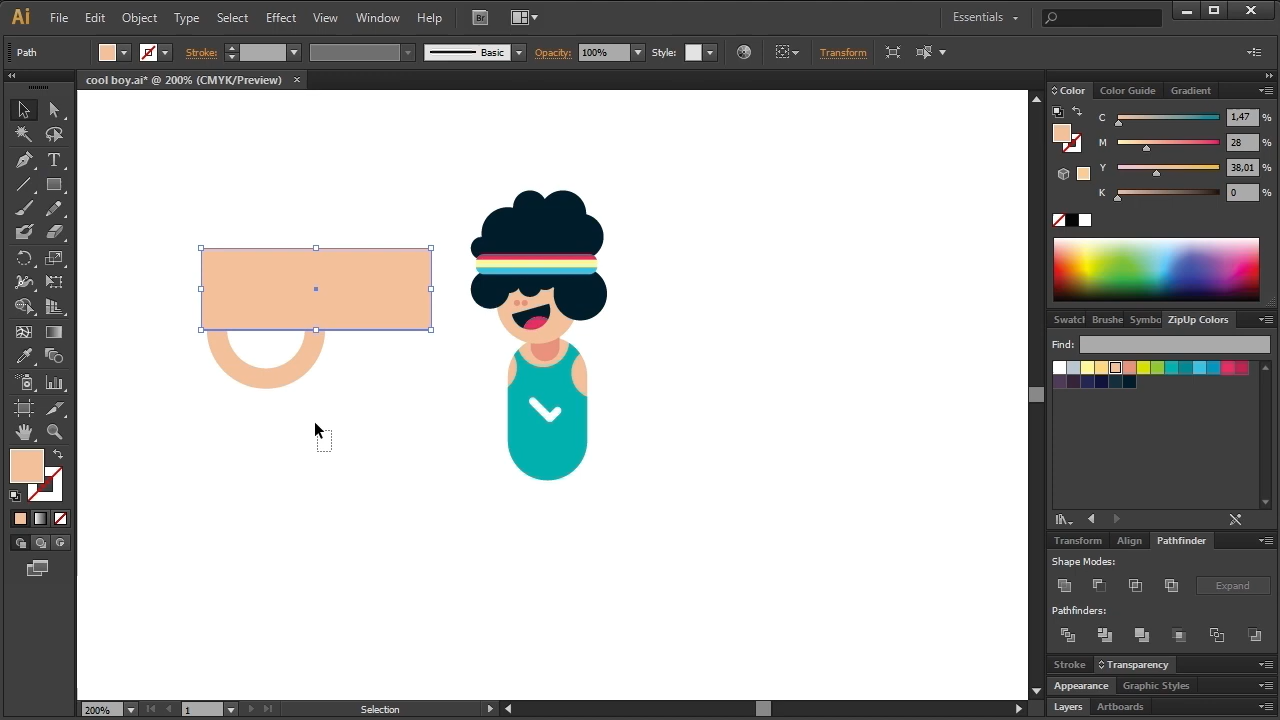 Ai File Edit Object Type Select Effect View Window Help Br Essentials
Path Stroke: Basic Opacity: 100% Style: Transform
cool boy.ai* @ 200% (CMYK/Preview) ×
Color Color Guide Gradient
C 1,47 %
M 28 %
Y 38,01 %
K 0 %
Swatcl Brushe Symbo ZipUp Colors
Find:
Transform Align Pathfinder
Shape Modes:
Expand
Pathfinders:
Stroke Transparency
Appearance Graphic Styles
Layers Artboards
200% 1 Selection